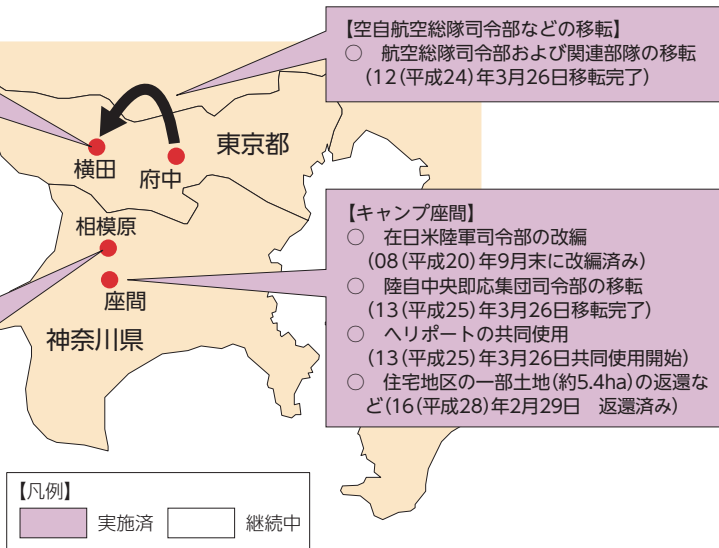 【空自航空総隊司令部などの移転】
○　航空総隊司令部および関連部隊の移転
(12(平成24)年3月26日移転完了)
東京都
横田
府中
【キャンプ座間】
○　在日米陸軍司令部の改編
(08(平成20)年9月末に改編済み)
○　陸自中央即応集団司令部の移転
(13(平成25)年3月26日移転完了)
○　ヘリポートの共同使用
(13(平成25)年3月26日共同使用開始)
○　住宅地区の一部土地(約5.4ha)の返還な
ど(16(平成28)年2月29日　返還済み)
相模原
座間
神奈川県
【凡例】
実施済　継続中